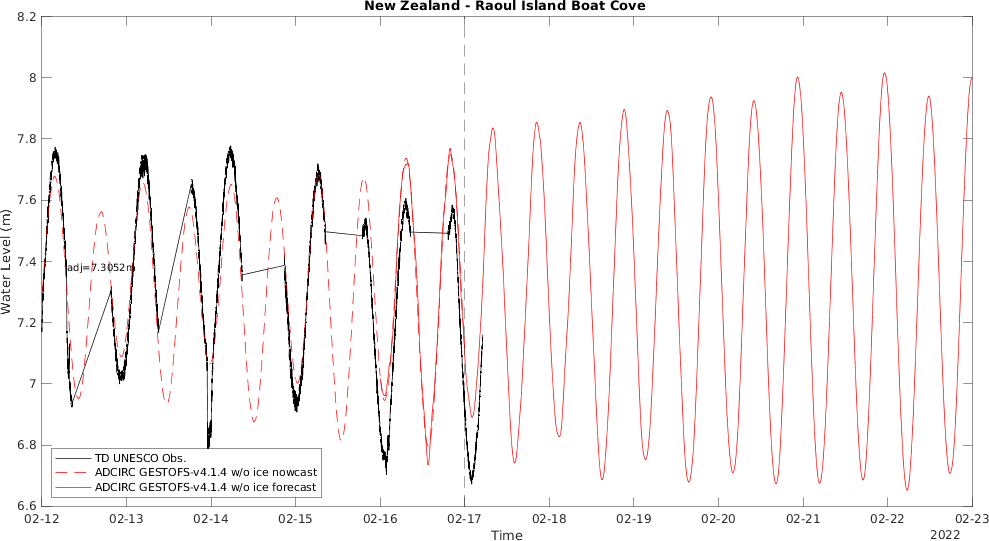 New Zealand - Raoul Island Boat Cove
Water Level (m)
8.2
8
7.8
7.6
7.4
7.2
7
6.8
6.6
adj=7.3052m
TD UNESCO Obs.
ADCIRC GESTOFS-v4.1.4 w/o ice nowcast
ADCIRC GESTOFS-v4.1.4 w/o ice forecast
02-12 02-13 02-14 02-15 02-16 02-17 02-18 02-19 02-20 02-21 02-22 02-23
Time
2022